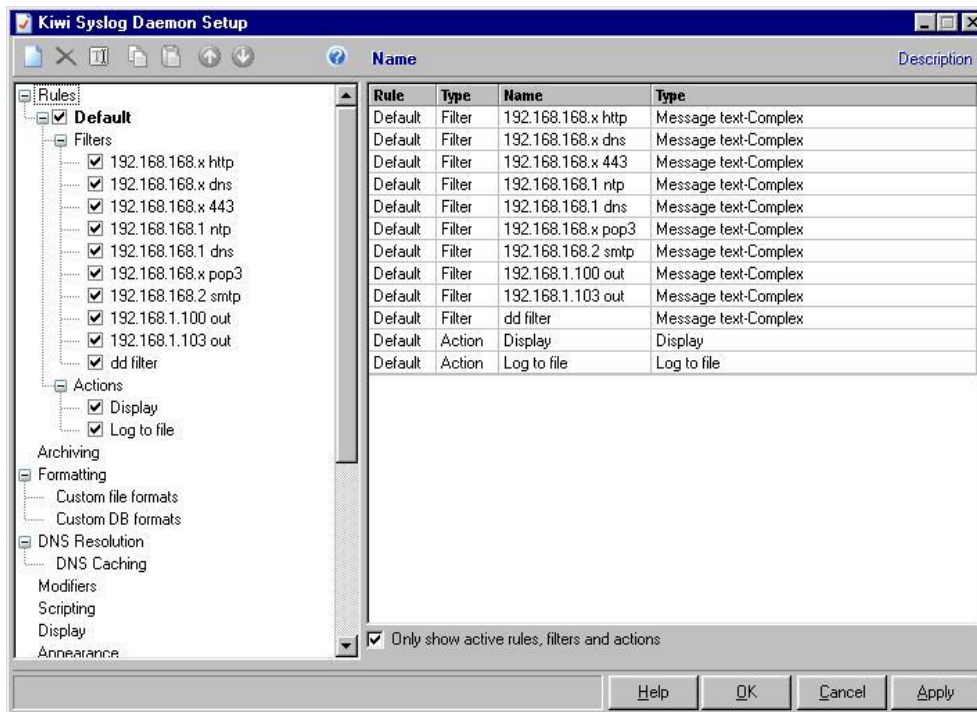 Kiwi Syslog Daemon Setup
Name Description
Rules
Default
Filters
192.168.168.x http
192.168.168.x dns
192.168.168.x 443
192.168.168.1 ntp
192.168.168.1 dns
192.168.168.x pop3
192.168.168.2 smtp
192.168.1.100 out
192.168.1.103 out
dd filter
Actions
Display
Log to file
Archiving
Formatting
Custom file formats
Custom DB formats
DNS Resolution
DNS Caching
Modifiers
Scripting
Display
Appearance
Rule Type Name Type
Default Filter 192.168.168.x http Message text-Complex
Default Filter 192.168.168.x dns Message text-Complex
Default Filter 192.168.168.x 443 Message text-Complex
Default Filter 192.168.168.1 ntp Message text-Complex
Default Filter 192.168.168.1 dns Message text-Complex
Default Filter 192.168.168.x pop3 Message text-Complex
Default Filter 192.168.168.2 smtp Message text-Complex
Default Filter 192.168.1.100 out Message text-Complex
Default Filter 192.168.1.103 out Message text-Complex
Default Filter dd filter Message text-Complex
Default Action Display Display
Default Action Log to file Log to file
Only show active rules, filters and actions
Help OK Cancel Apply